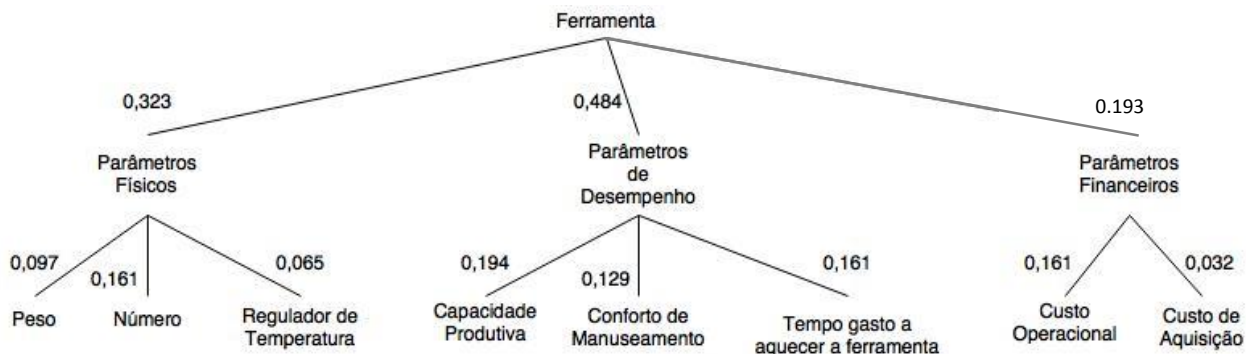 Ferramenta
0,323
0,484
0.193
Parâmetros
Físicos
Parâmetros
de
Desempenho
Parâmetros
Financeiros
0,097
0,161
0,065
0,194
0,129
0,161
0,161
0,032
Peso
Número
Regulador de
Temperatura
Capacidade
Produtiva
Conforto de
Manuseamento
Tempo gasto a
aquecer a ferramenta
Custo
Operacional
Custo de
Aquisição